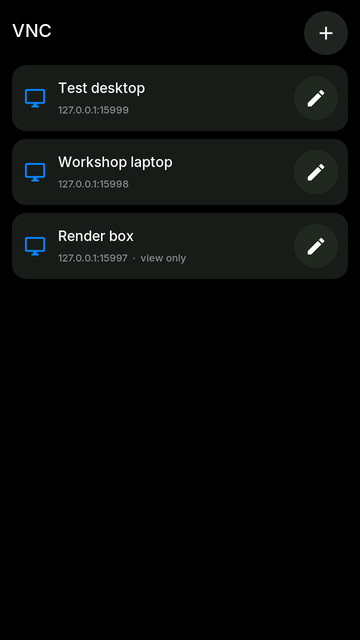 VNC
Test desktop
127.0.0.1:15999
Workshop laptop
127.0.0.1:15998
Render box
127.0.0.1:15997 · view only